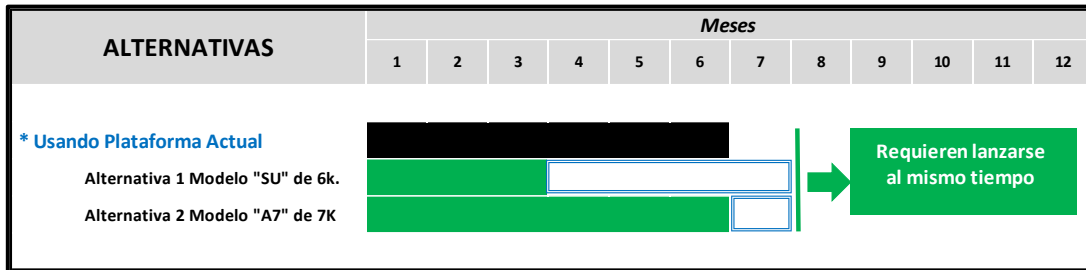 ALTERNATIVAS
Meses
1 2 3 4 5 6 7 8 9 10 11 12
* Usando Plataforma Actual
Alternativa 1 Modelo "SU" de 6k.
Alternativa 2 Modelo "A7" de 7K
Requieren lanzarse
al mismo tiempo